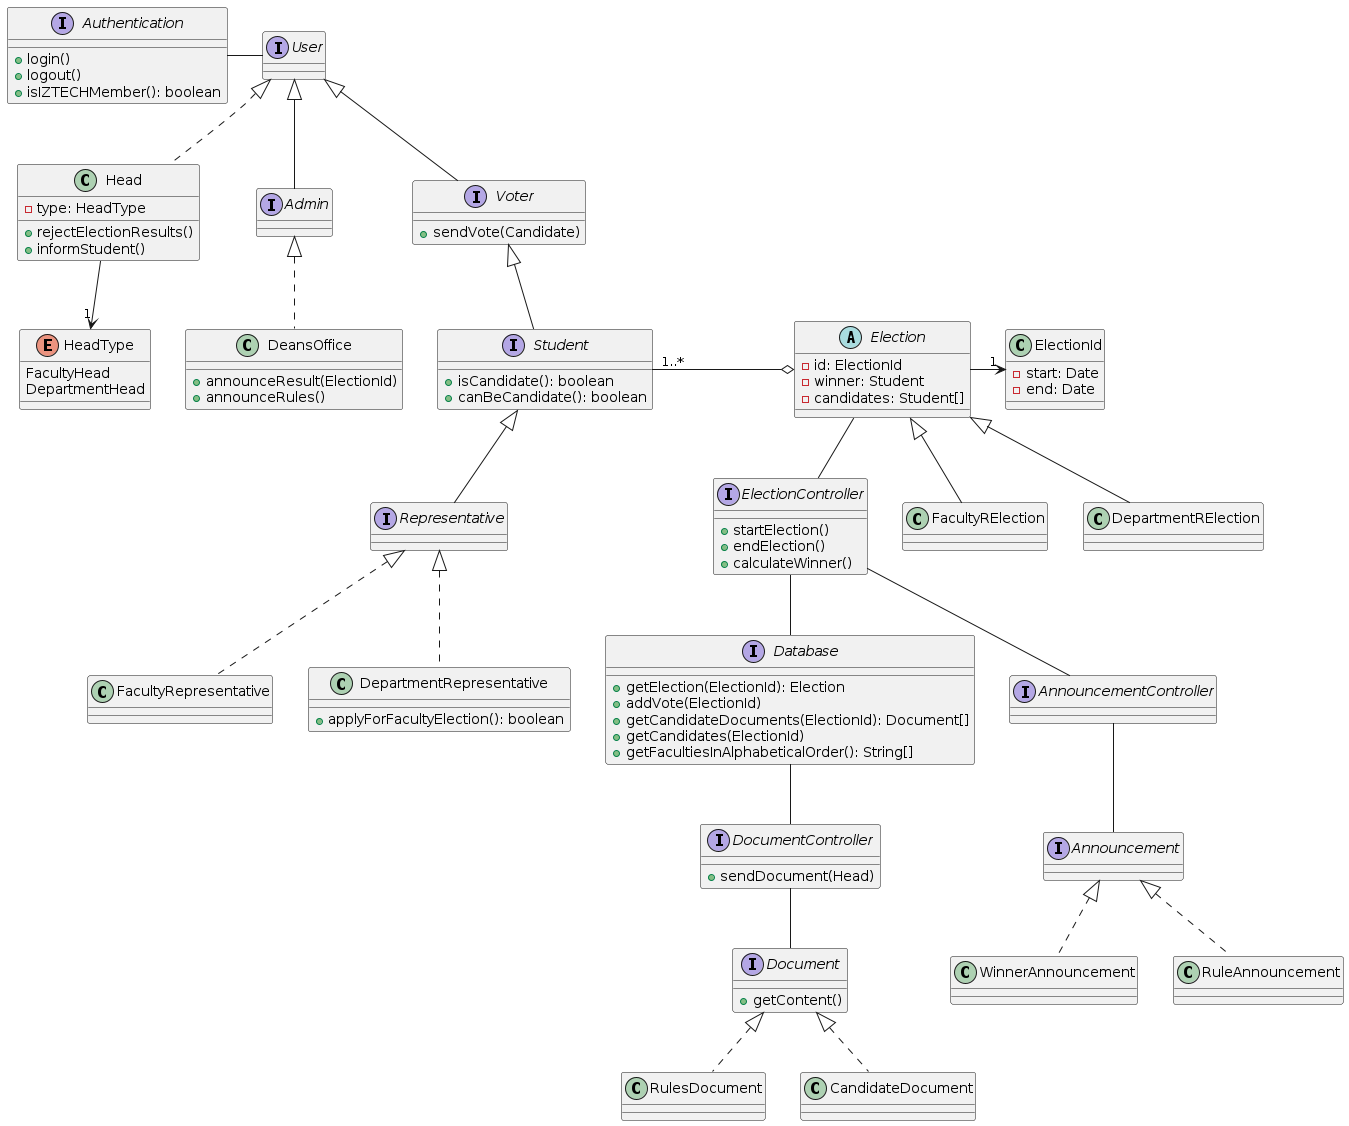 I Authentication
login()
logout()
isIZTECHMember(): boolean
I User
C Head
type: HeadType
rejectElectionResults()
informStudent()
I Admin
I Voter
sendVote(Candidate)
1
E HeadType
FacultyHead
DepartmentHead
C DeansOffice
announceResult(ElectionId)
announceRules()
I Student
isCandidate(): boolean
canBeCandidate(): boolean
1..*
A Election
id: ElectionId
winner: Student
candidates: Student[]
1
C ElectionId
start: Date
end: Date
I Representative
I ElectionController
startElection()
endElection()
calculateWinner()
C FacultyRElection
C DepartmentRElection
C FacultyRepresentative
C DepartmentRepresentative
applyForFacultyElection(): boolean
I Database
getElection(ElectionId): Election
addVote(ElectionId)
getCandidateDocuments(ElectionId): Document[]
getCandidates(ElectionId)
getFacultiesInAlphabeticalOrder(): String[]
I AnnouncementController
I DocumentController
sendDocument(Head)
I Announcement
I Document
getContent()
C WinnerAnnouncement
C RuleAnnouncement
C RulesDocument
C CandidateDocument